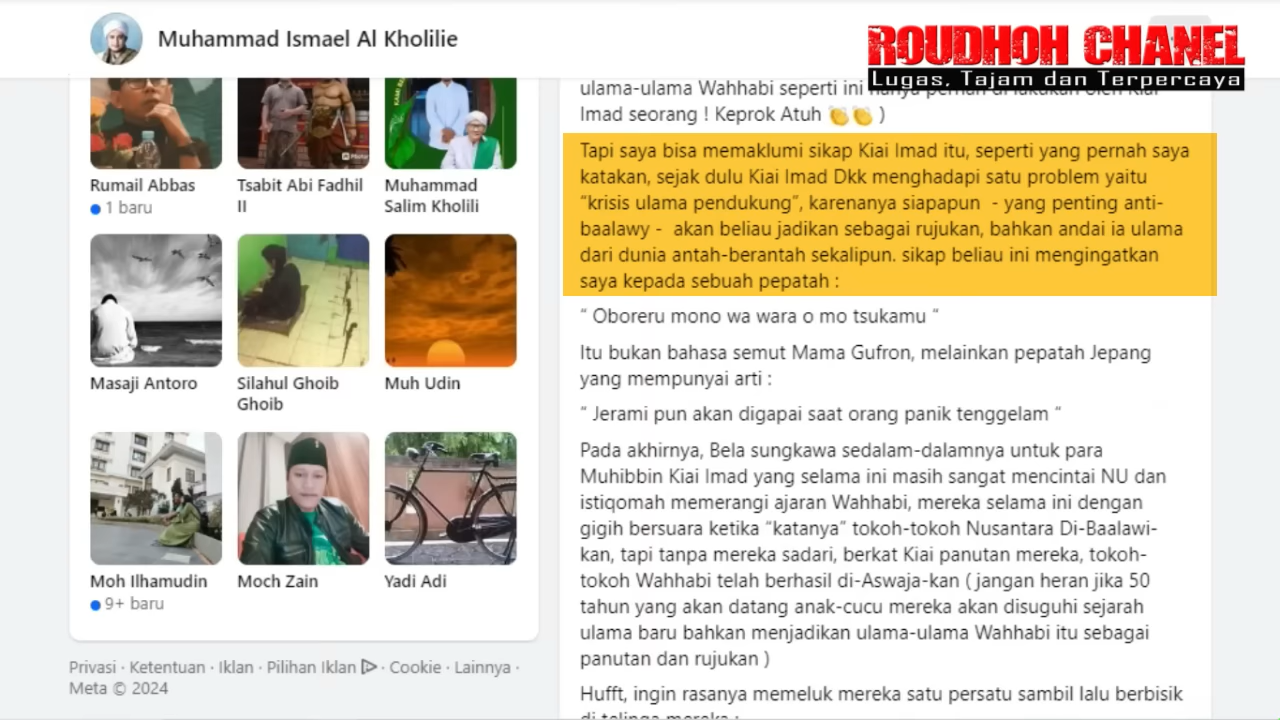 Muhammad Ismael Al Kholilie
ROUDHOH CHANEL
Lugas, Tajam dan Terpercaya
Rumail Abbas
1 baru
Tsabit Abi Fadhil
II
Muhammad
Salim Kholili
Masaji Antoro
Silahul Ghoib
Ghoib
Muh Udin
Moh Ilhamudin
9+ baru
Moch Zain
Yadi Adi
Privasi · Ketentuan · Iklan · Pilihan Iklan · Cookie · Lainnya ·
Meta © 2024
ulama-ulama Wahhabi seperti ini
Imad seorang ! Keprok Atuh 👏👏 )
Tapi saya bisa memaklumi sikap Kiai Imad itu, seperti yang pernah saya
katakan, sejak dulu Kiai Imad Dkk menghadapi satu problem yaitu
“krisis ulama pendukung”, karenanya siapapun  - yang penting anti-
baalawy -  akan beliau jadikan sebagai rujukan, bahkan andai ia ulama
dari dunia antah-berantah sekalipun. sikap beliau ini mengingatkan
saya kepada sebuah pepatah :
“ Oboreru mono wa wara o mo tsukamu “
Itu bukan bahasa semut Mama Gufron, melainkan pepatah Jepang
yang mempunyai arti :
“ Jerami pun akan digapai saat orang panik tenggelam “
Pada akhirnya, Bela sungkawa sedalam-dalamnya untuk para
Muhibbin Kiai Imad yang selama ini masih sangat mencintai NU dan
istiqomah memerangi ajaran Wahhabi, mereka selama ini dengan
gigih bersuara ketika “katanya” tokoh-tokoh Nusantara Di-Baalawi-
kan, tapi tanpa mereka sadari, berkat Kiai panutan mereka, tokoh-
tokoh Wahhabi telah berhasil di-Aswaja-kan ( jangan heran jika 50
tahun yang akan datang anak-cucu mereka akan disuguhi sejarah
ulama baru bahkan menjadikan ulama-ulama Wahhabi itu sebagai
panutan dan rujukan )
Hufft, ingin rasanya memeluk mereka satu persatu sambil lalu berbisik
di telinga mereka :